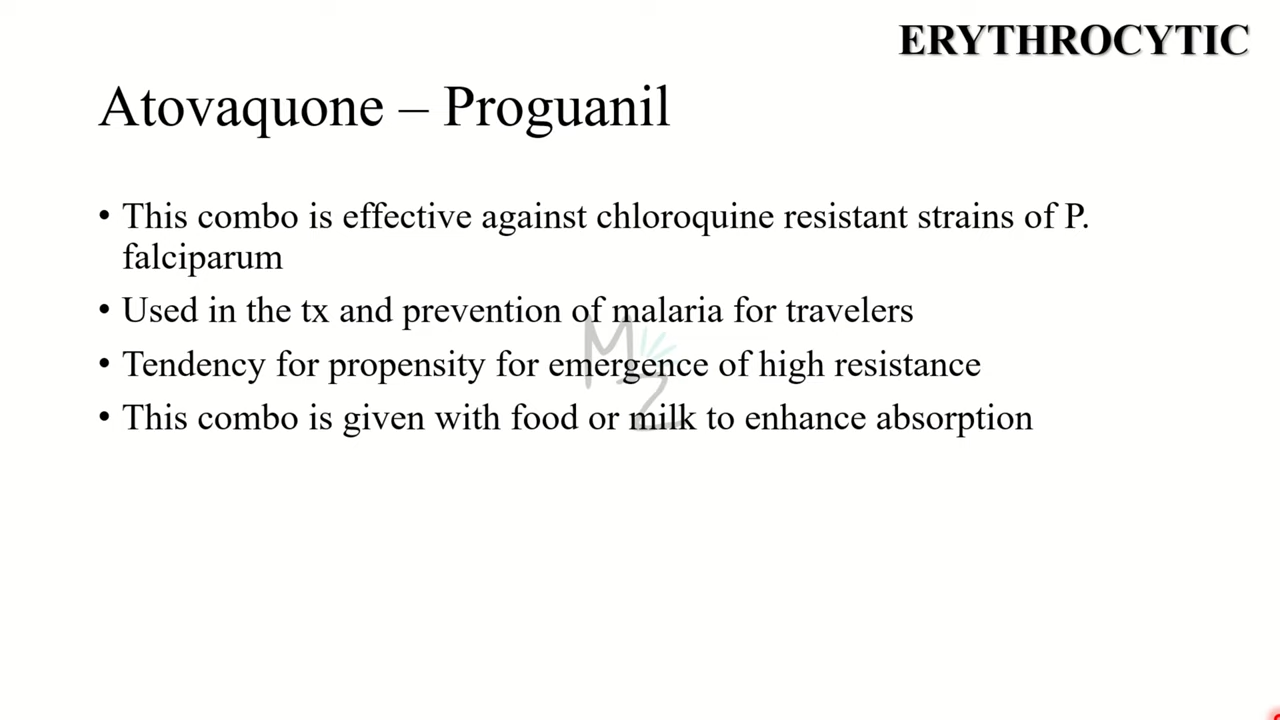 ERYTHROCYTIC
Atovaquone – Proguanil
• This combo is effective against chloroquine resistant strains of P.
falciparum
• Used in the tx and prevention of malaria for travelers
• Tendency for propensity for emergence of high resistance
• This combo is given with food or milk to enhance absorption